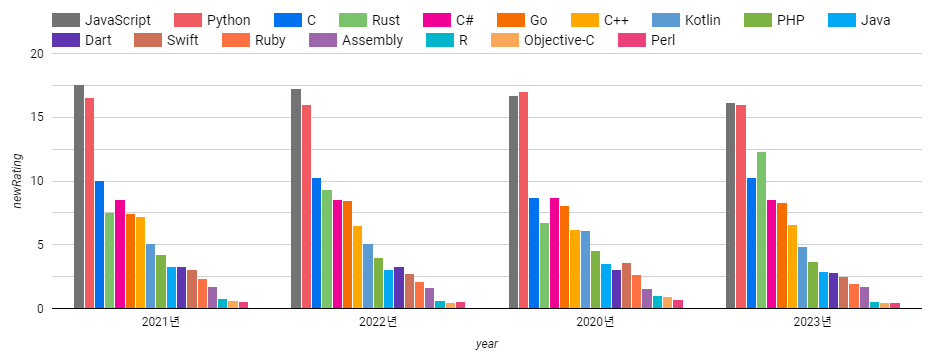 JavaScript Python C Rust C# Go C++ Kotlin PHP Java
Dart Swift Ruby Assembly R Objective-C Perl
20
15
10
5
0
newRating
2021년 2022년 2020년 2023년
year